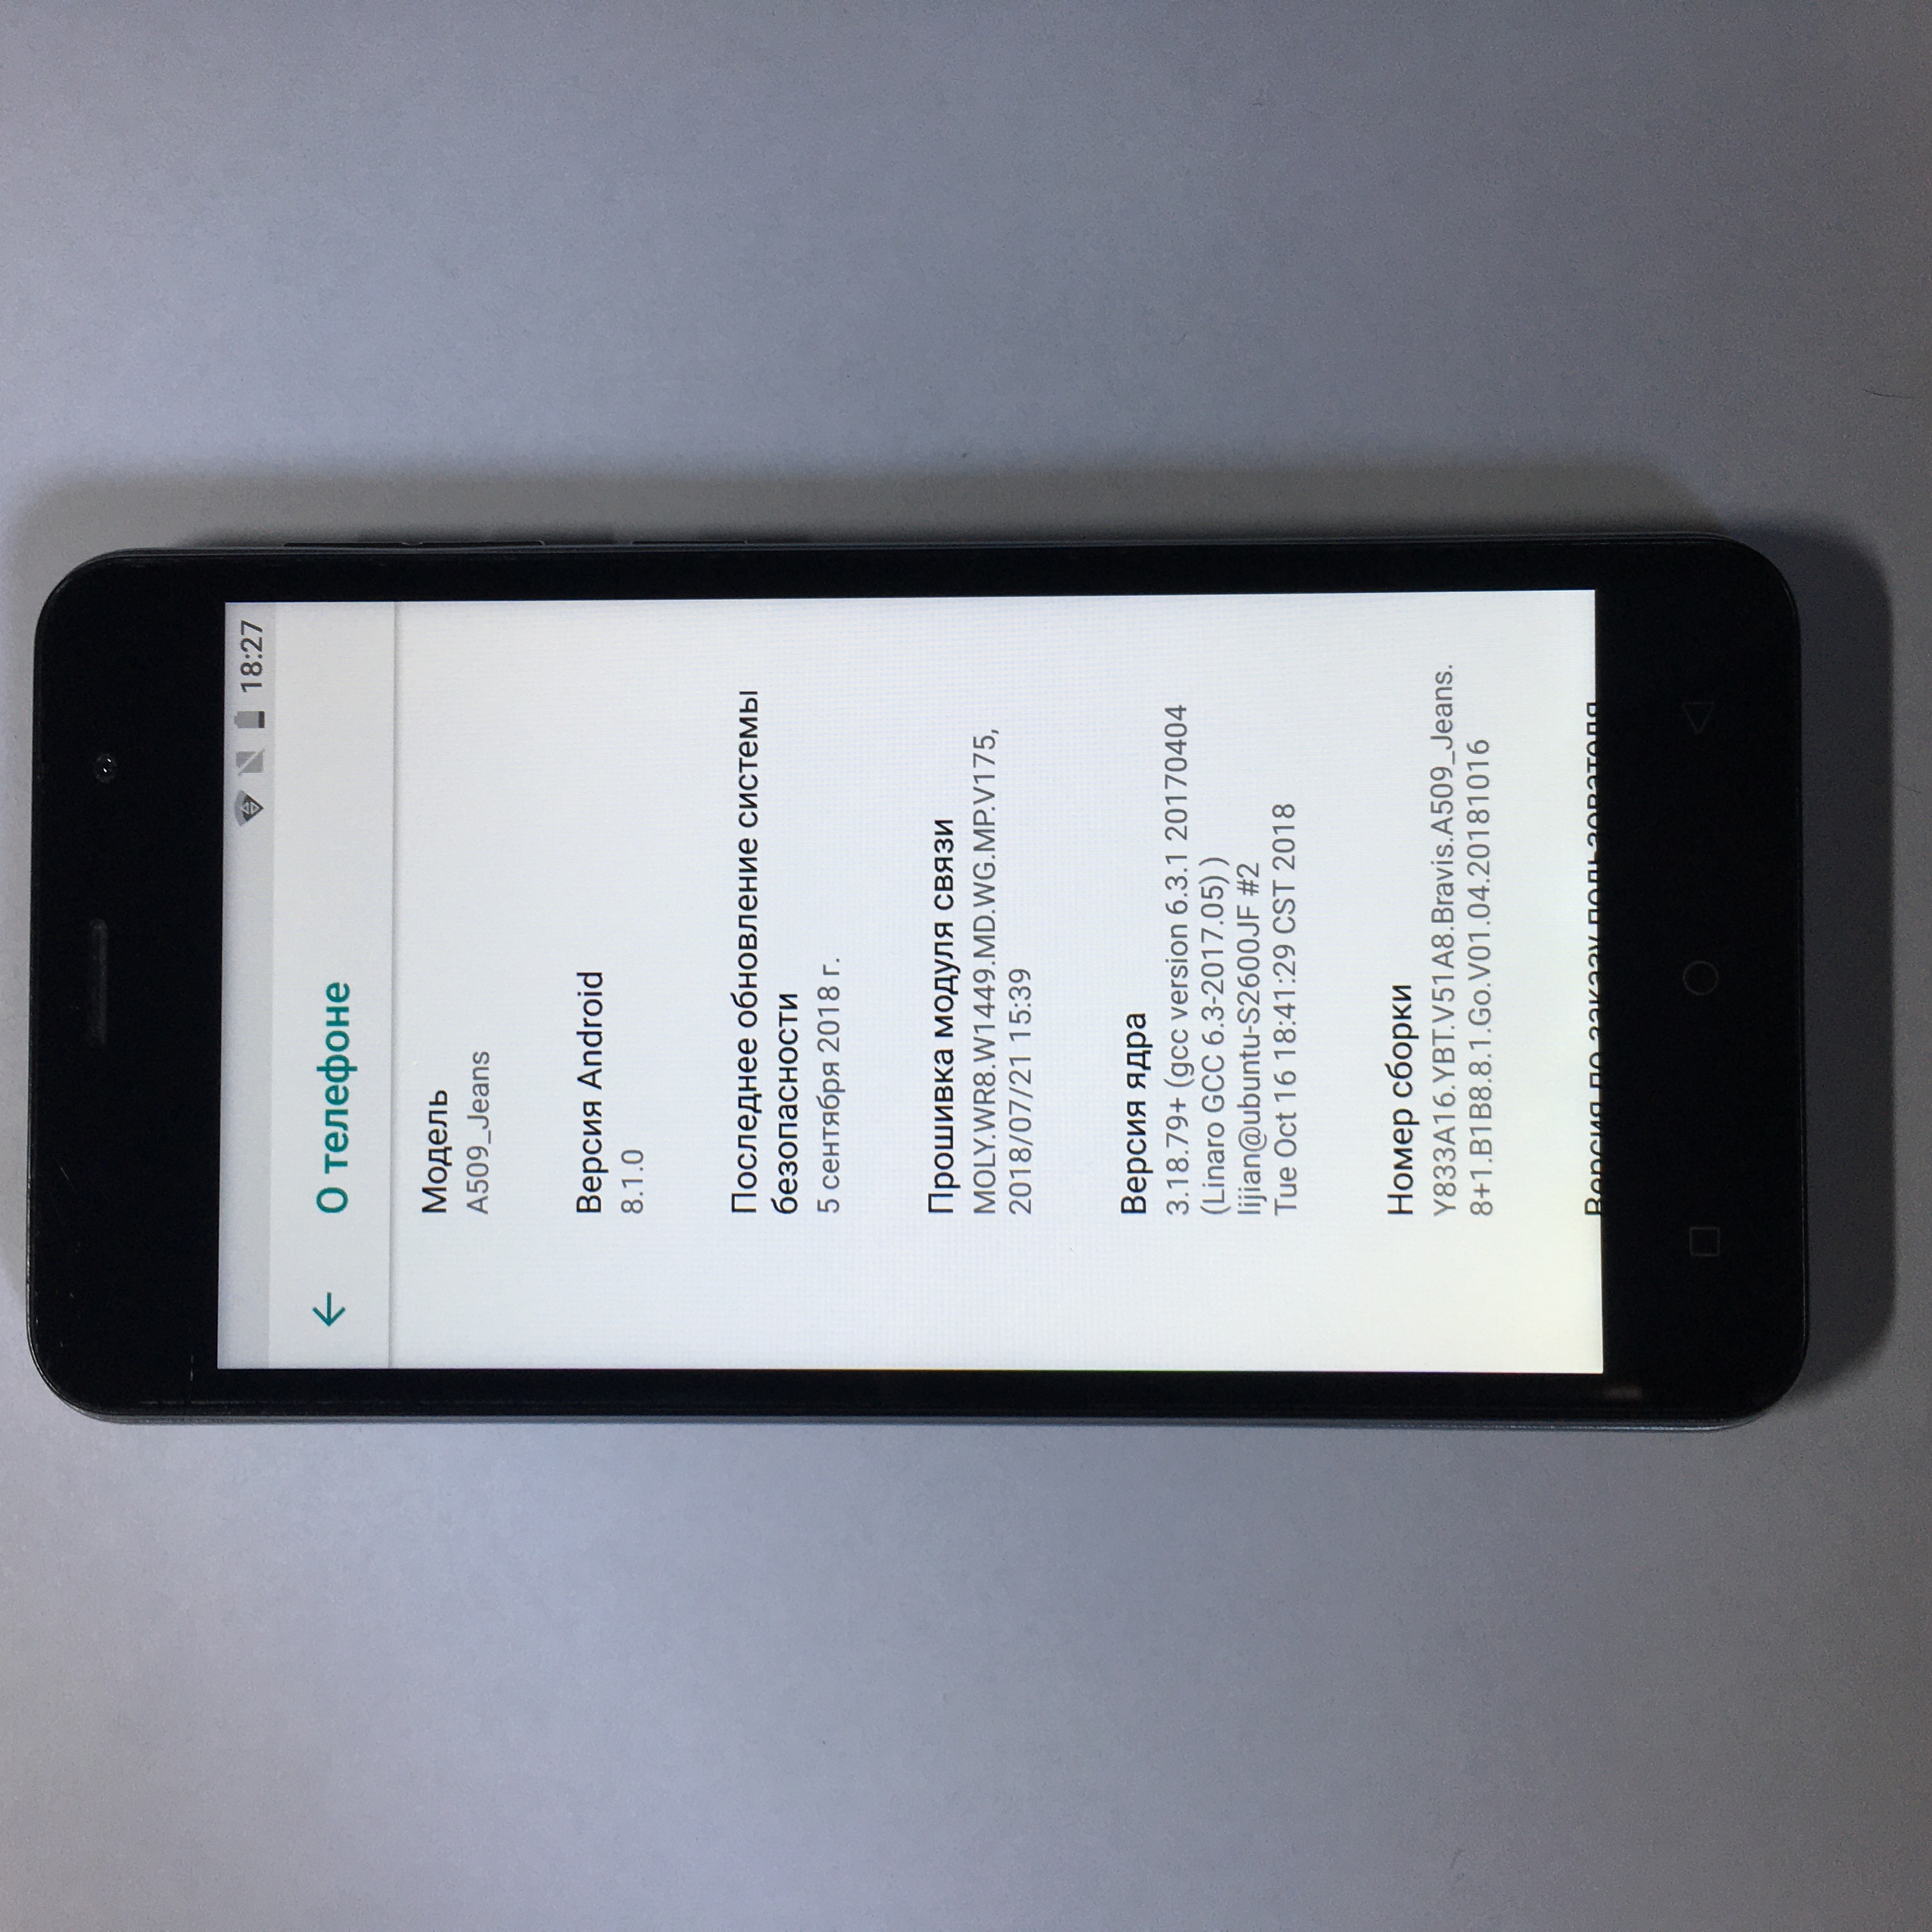 18:27
О телефоне
Модель
A509_Jeans
Версия Android
8.1.0
Последнее обновление системы
безопасности
5 сентября 2018 г.
Прошивка модуля связи
MOLY.WR8.W1449.MD.WG.MP.V175,
2018/07/21 15:39
Версия ядра
3.18.79+ (gcc version 6.3.1 20170404
(Linaro GCC 6.3-2017.05) )
lijian@ubuntu-S2600JF #2
Tue Oct 16 18:41:29 CST 2018
Номер сборки
Y833A16.YBT.V51A8.Bravis.A509_Jeans.
8+1.B1B8.8.1.Go.V01.04.20181016
Версия по заказу пользователя